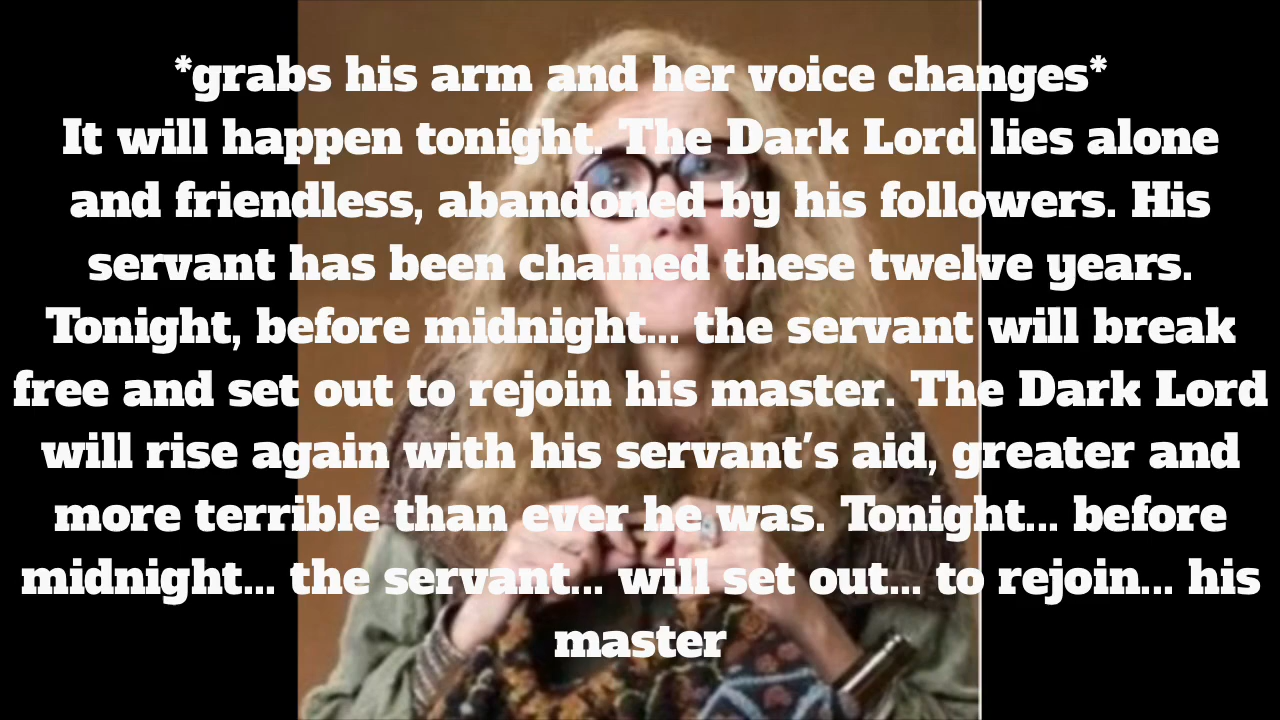 *grabs his arm and her voice changes*
It will happen tonight. The Dark Lord lies alone
and friendless, abandoned by his followers. His
servant has been chained these twelve years.
Tonight, before midnight... the servant will break
free and set out to rejoin his master. The Dark Lord
will rise again with his servant's aid, greater and
more terrible than ever he was. Tonight... before
midnight... the servant... will set out... to rejoin... his
master